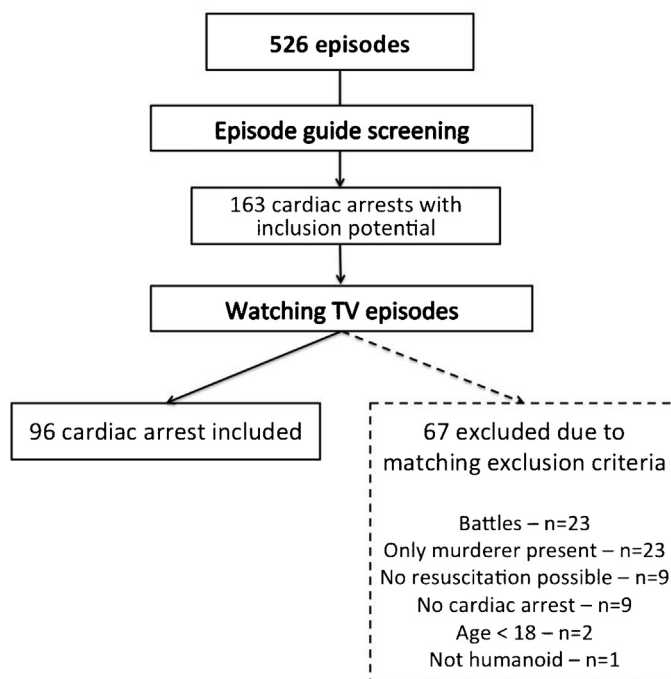 526 episodes
Episode guide screening
163 cardiac arrests with
inclusion potential
Watching TV episodes
96 cardiac arrest included
67 excluded due to
matching exclusion criteria
Battles – n=23
Only murderer present – n=23
No resuscitation possible – n=9
No cardiac arrest – n=9
Age < 18 – n=2
Not humanoid – n=1